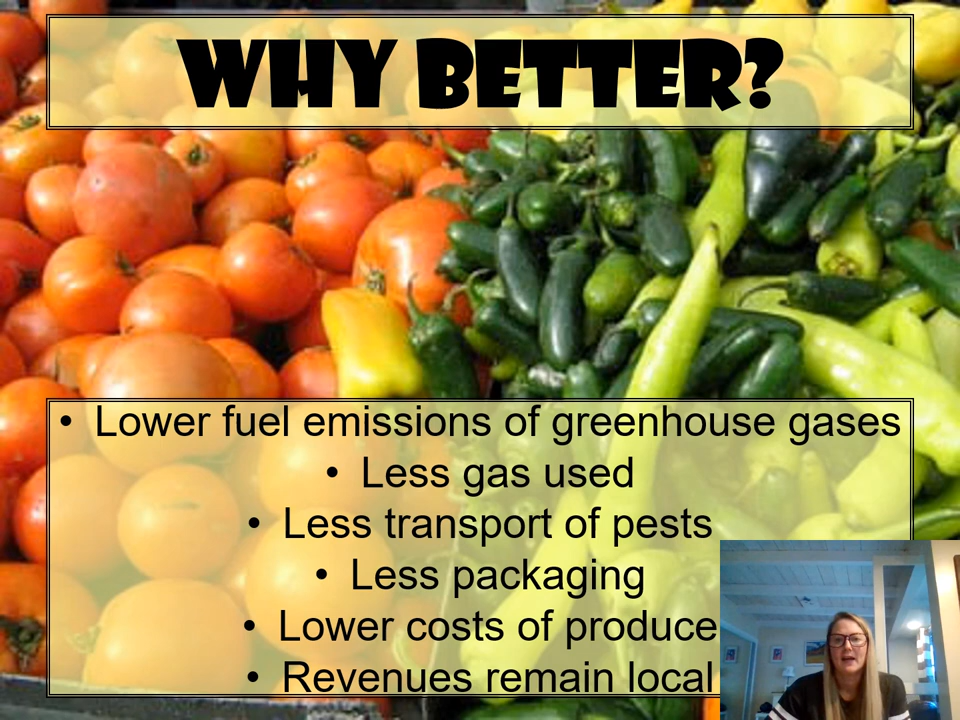 WHY BETTER?
• Lower fuel emissions of greenhouse gases
• Less gas used
• Less transport of pests
• Less packaging
• Lower costs of produce
• Revenues remain local